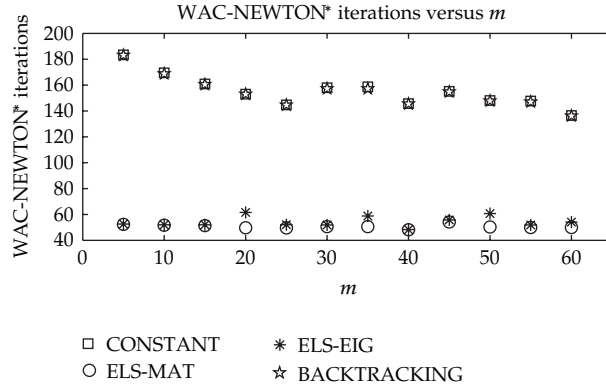 WAC-NEWTON* iterations versus m
WAC-NEWTON* iterations
200
180
160
140
120
100
80
60
40
0 10 20 30 40 50 60
m
CONSTANT
ELS-MAT
ELS-EIG
BACKTRACKING